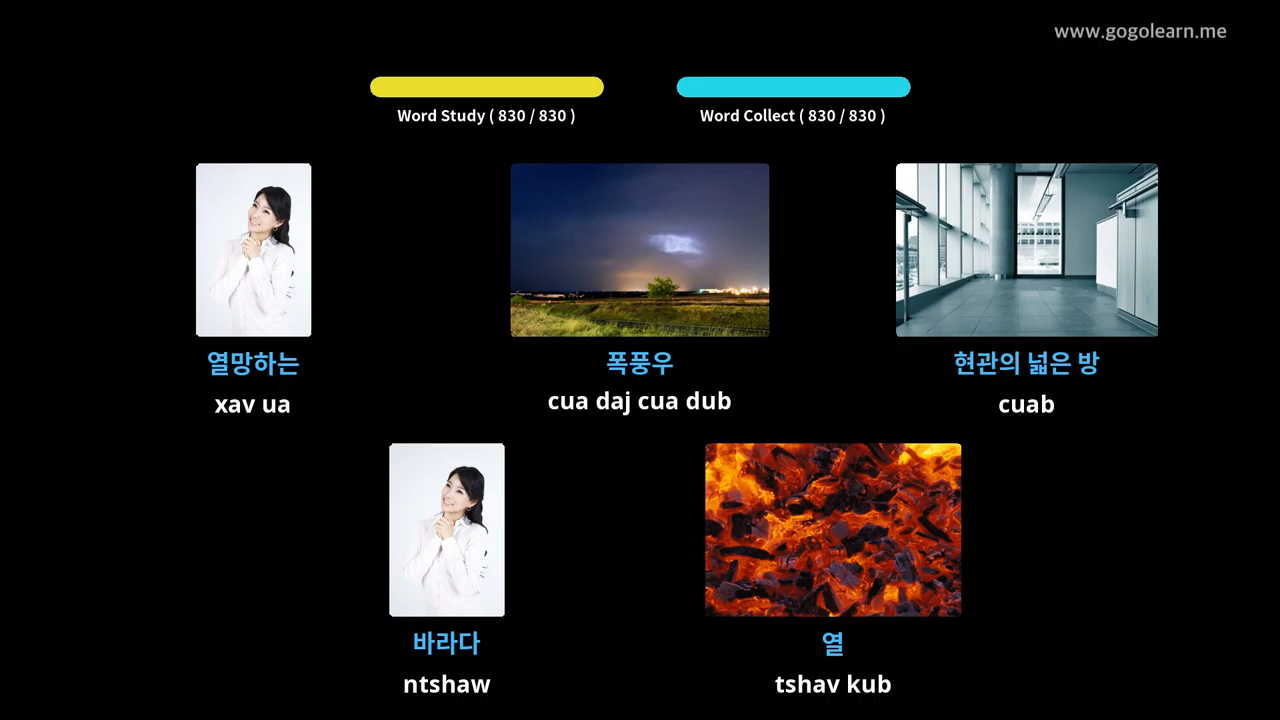 www.gogolearn.me
Word Study ( 830 / 830 )
Word Collect ( 830 / 830 )
열망하는
xav ua
폭풍우
cua daj cua dub
현관의 넓은 방
cuab
바라다
ntshaw
열
tshav kub